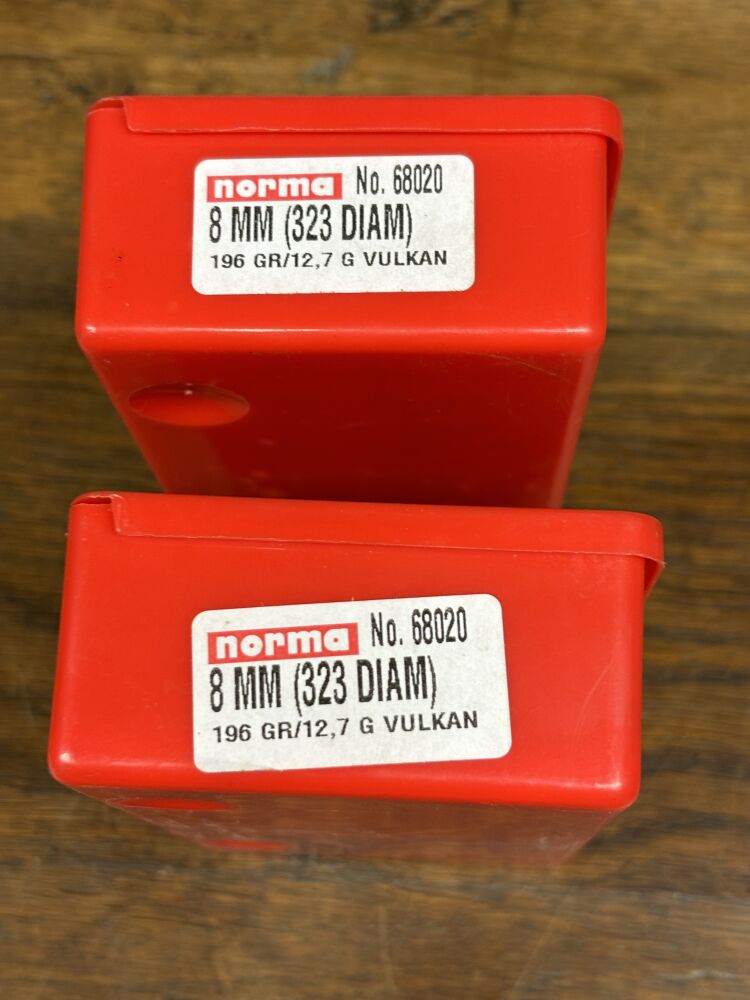 norma No. 68020
8 MM (323 DIAM)
196 GR/12,7 G VULKAN
norma No. 68020
8 MM (323 DIAM)
196 GR/12,7 G VULKAN